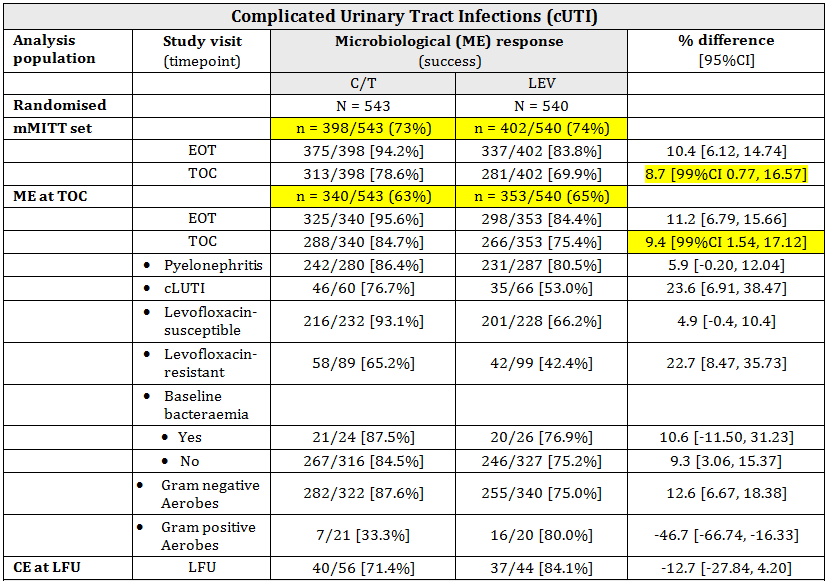 Complicated Urinary Tract Infections (cUTI)
Analysis population Study visit (timepoint) Microbiological (ME) response (success) % difference [95%CI]
C/T LEV
Randomised N = 543 N = 540
mMITT set n = 398/543 (73%) n = 402/540 (74%)
EOT 375/398 [94.2%] 337/402 [83.8%] 10.4 [6.12, 14.74]
TOC 313/398 [78.6%] 281/402 [69.9%] 8.7 [99%CI 0.77, 16.57]
ME at TOC n = 340/543 (63%) n = 353/540 (65%)
EOT 325/340 [95.6%] 298/353 [84.4%] 11.2 [6.79, 15.66]
TOC 288/340 [84.7%] 266/353 [75.4%] 9.4 [99%CI 1.54, 17.12]
• Pyelonephritis 242/280 [86.4%] 231/287 [80.5%] 5.9 [-0.20, 12.04]
• cLUTI 46/60 [76.7%] 35/66 [53.0%] 23.6 [6.91, 38.47]
• Levofloxacin-susceptible 216/232 [93.1%] 201/228 [66.2%] 4.9 [-0.4, 10.4]
• Levofloxacin-resistant 58/89 [65.2%] 42/99 [42.4%] 22.7 [8.47, 35.73]
• Baseline bacteraemia
• Yes 21/24 [87.5%] 20/26 [76.9%] 10.6 [-11.50, 31.23]
• No 267/316 [84.5%] 246/327 [75.2%] 9.3 [3.06, 15.37]
• Gram negative Aerobes 282/322 [87.6%] 255/340 [75.0%] 12.6 [6.67, 18.38]
• Gram positive Aerobes 7/21 [33.3%] 16/20 [80.0%] -46.7 [-66.74, -16.33]
CE at LFU LFU 40/56 [71.4%] 37/44 [84.1%] -12.7 [-27.84, 4.20]